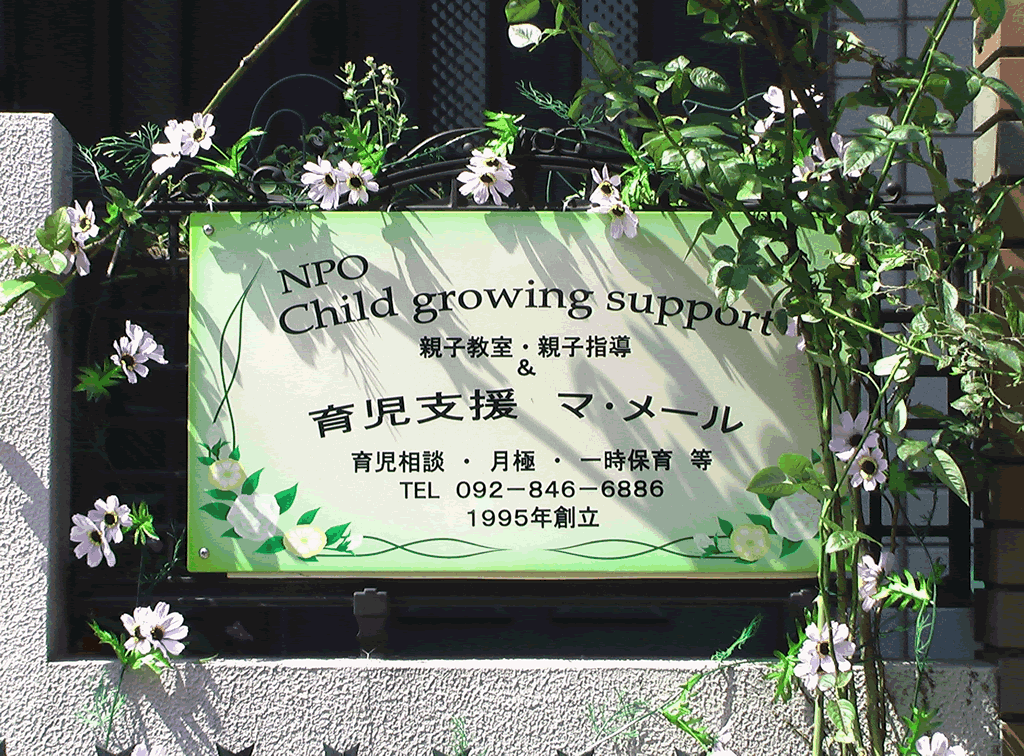 NPO
Child growing support
親子教室・親子指導
&
育児支援 マ・メール
育児相談 ・ 月極 ・ 一時保育 等
TEL 092－846－6886
1995年創立